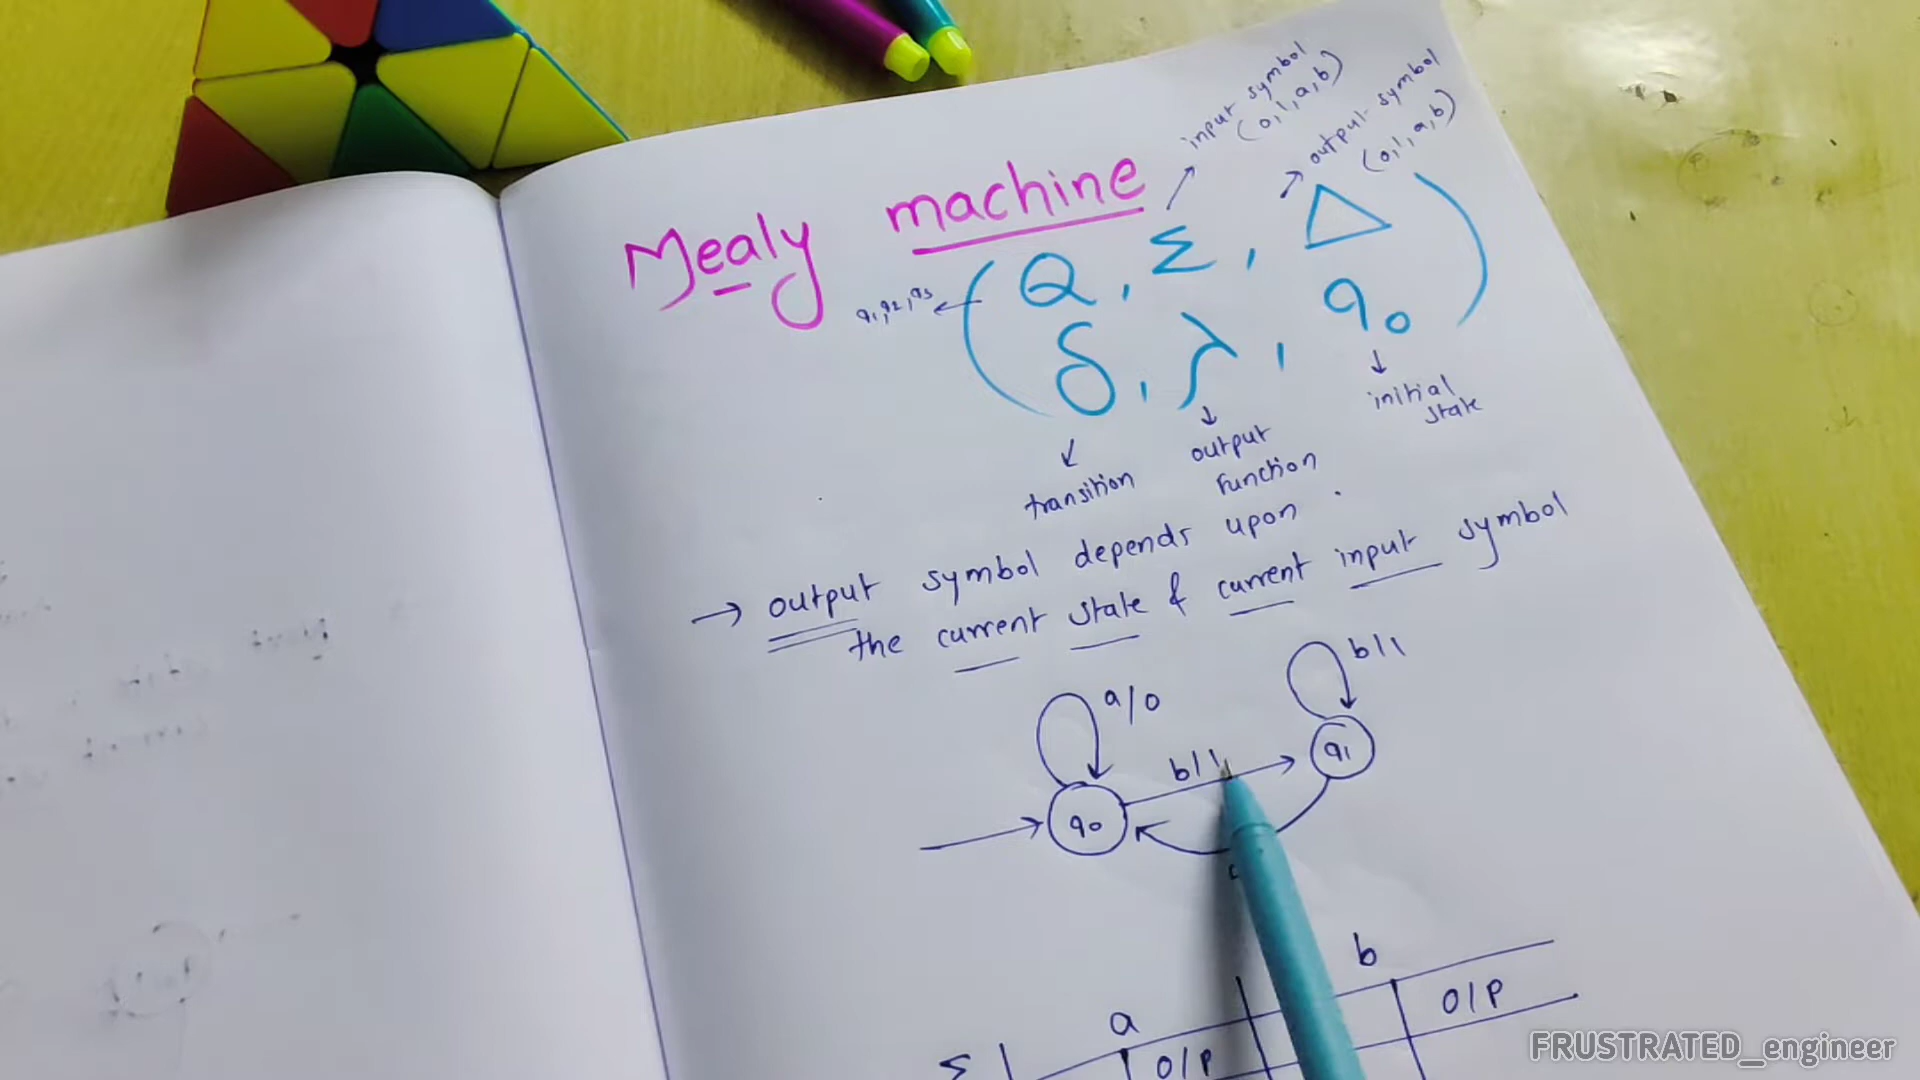 input symbol
(0,1,a,b)
output symbol
(0,1,a,b)
Mealy machine
q1,q2,q3
(Q, Σ, Δ
δ, λ, q0)
initial
state
transition
output
function
→ output symbol depends upon
the current state & current input symbol
a/0
b/1
b/1
q0
q1
a
b
O/P
O/P
Σ
FRUSTRATED_engineer